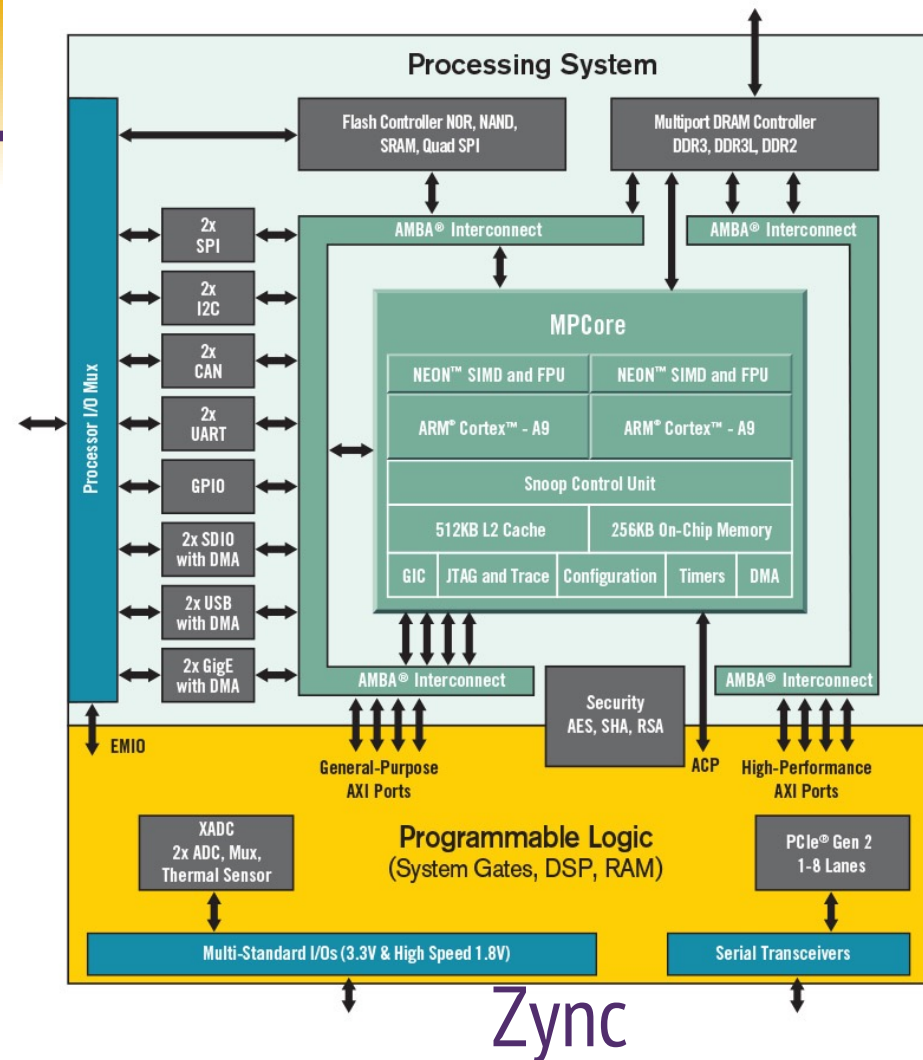 Processing System
Flash Controller NOR, NAND,
SRAM, Quad SPI
Multiport DRAM Controller
DDR3, DDR3L, DDR2
AMBA® Interconnect
AMBA® Interconnect
2x
SPI
2x
I2C
2x
CAN
2x
UART
GPIO
2x SDIO
with DMA
2x USB
with DMA
2x GigE
with DMA
Processor I/O Mux
MPCore
NEON™ SIMD and FPU
NEON™ SIMD and FPU
ARM® Cortex™ - A9
ARM® Cortex™ - A9
Snoop Control Unit
512KB L2 Cache
256KB On-Chip Memory
GIC
JTAG and Trace
Configuration
Timers
DMA
AMBA® Interconnect
AMBA® Interconnect
Security
AES, SHA, RSA
EMIO
General-Purpose
AXI Ports
ACP
High-Performance
AXI Ports
XADC
2x ADC, Mux,
Thermal Sensor
Programmable Logic
(System Gates, DSP, RAM)
PCIe® Gen 2
1-8 Lanes
Multi-Standard I/Os (3.3V & High Speed 1.8V)
Serial Transceivers
Zync